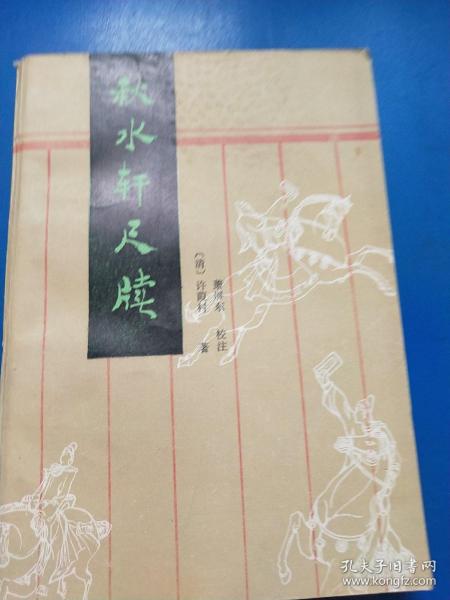 秋水轩尺牍
〔清〕许葭村 著
萧屏东 校注
孔夫子旧书网
www.kongfz.com